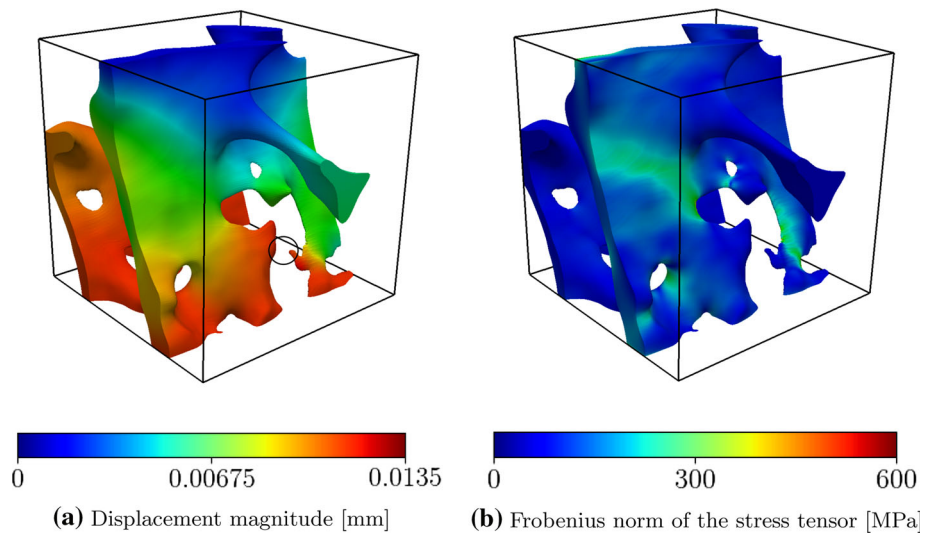 0 0.00675 0.0135
0 300 600
(a) Displacement magnitude [mm]
(b) Frobenius norm of the stress tensor [MPa]